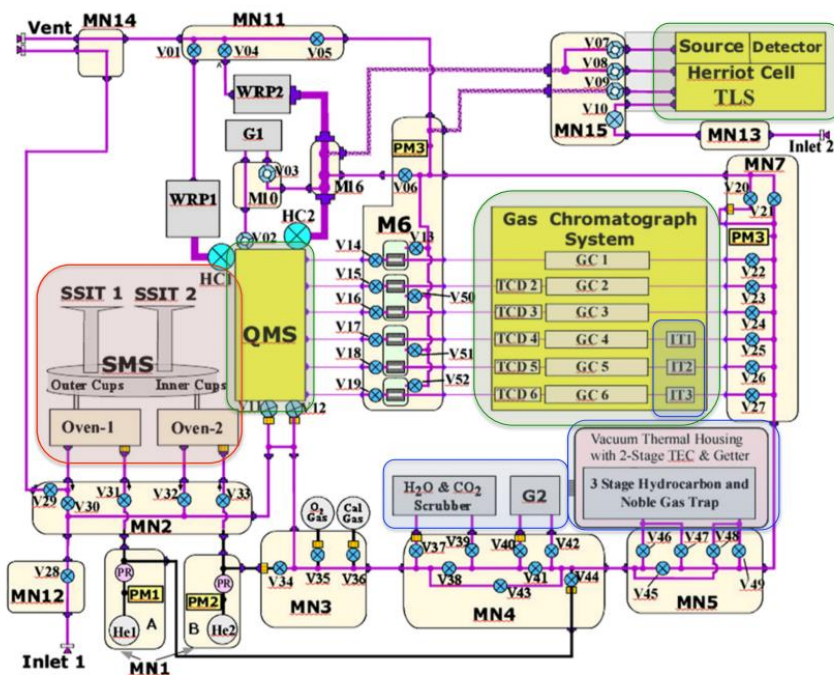 MN14
MN11
Vent
V01
V04
V05
A
WRP2
G1
V03
M10
M16
WRP1
HC2
HC1
V02
PM3
V06
M6
V07
V08
V09
V10
MN15
Source
Detector
Herriot Cell
TLS
MN13
Inlet 2
MN7
V20
V21
PM3
Gas Chromatograph
System
V13
V14
GC 1
V22
V15
TCD 2
GC 2
V50
V23
V16
TCD 3
GC 3
V24
V17
TCD 4
GC 4
IT1
V51
V25
V18
TCD 5
GC 5
IT2
V26
V52
V19
TCD 6
GC 6
IT3
V27
SSIT 1
SSIT 2
SMS
Outer Cups
Inner Cups
Oven-1
Oven-2
QMS
V11
V12
V29
V30
V31
V32
V33
MN2
V28
MN12
Inlet 1
PR
PM1
He1
A
PR
PM2
He2
B
MN1
O2
Gas
Cal
Gas
V34
V35
V36
MN3
H2O & CO2
Scrubber
G2
V37
V39
V40
V42
V38
V41
V43
V44
MN4
Vacuum Thermal Housing
with 2-Stage TEC & Getter
3 Stage Hydrocarbon and
Noble Gas Trap
V46
V47
V48
V45
V49
MN5